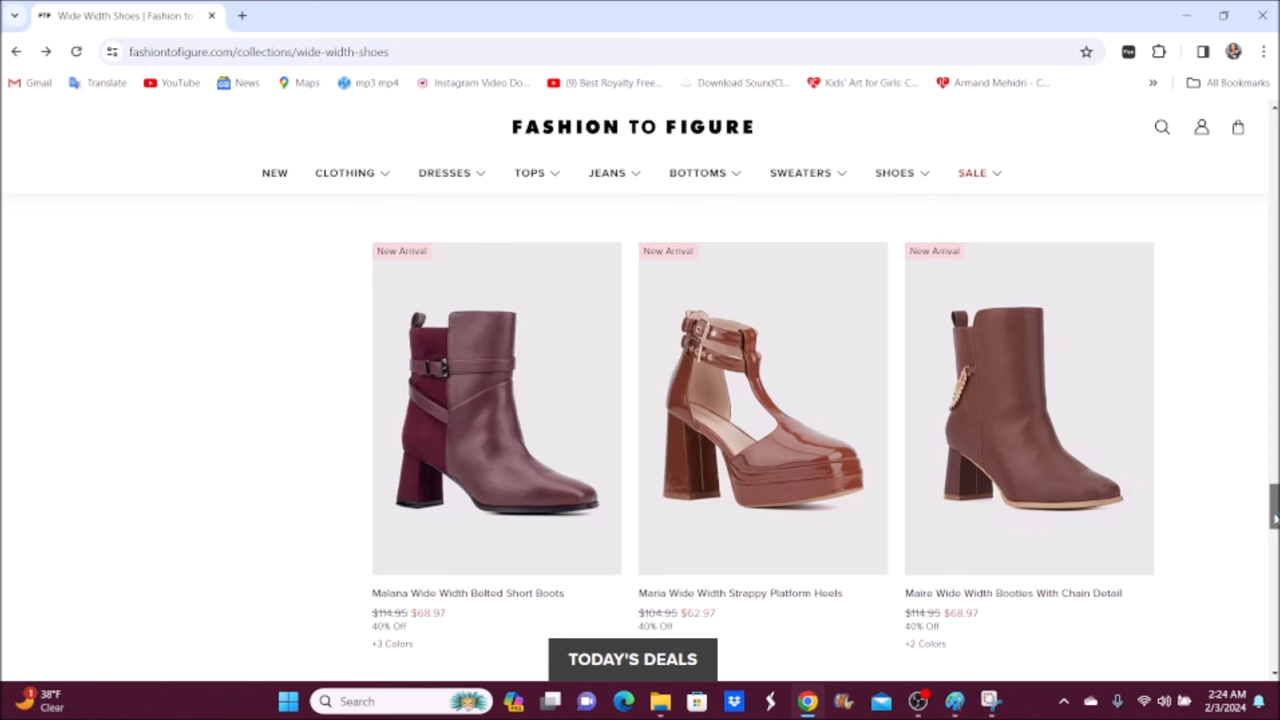 FTF Wide Width Shoes | Fashion to
fashiontofigure.com/collections/wide-width-shoes
Gmail Translate YouTube News Maps mp3 mp4 Instagram Video Do... (9) Best Royalty Free... Download SoundCl... Kids' Art for Girls: C... Armand Mehidri - C... » All Bookmarks
FASHION TO FIGURE
NEW CLOTHING DRESSES TOPS JEANS BOTTOMS SWEATERS SHOES SALE
New Arrival New Arrival New Arrival
Malana Wide Width Belted Short Boots Maria Wide Width Strappy Platform Heels Maire Wide Width Booties With Chain Detail
$114.95 $68.97 $104.95 $62.97 $114.95 $68.97
40% Off 40% Off 40% Off
+3 Colors +2 Colors
TODAY'S DEALS
1 38°F Search 2:24 AM
Clear 2/3/2024